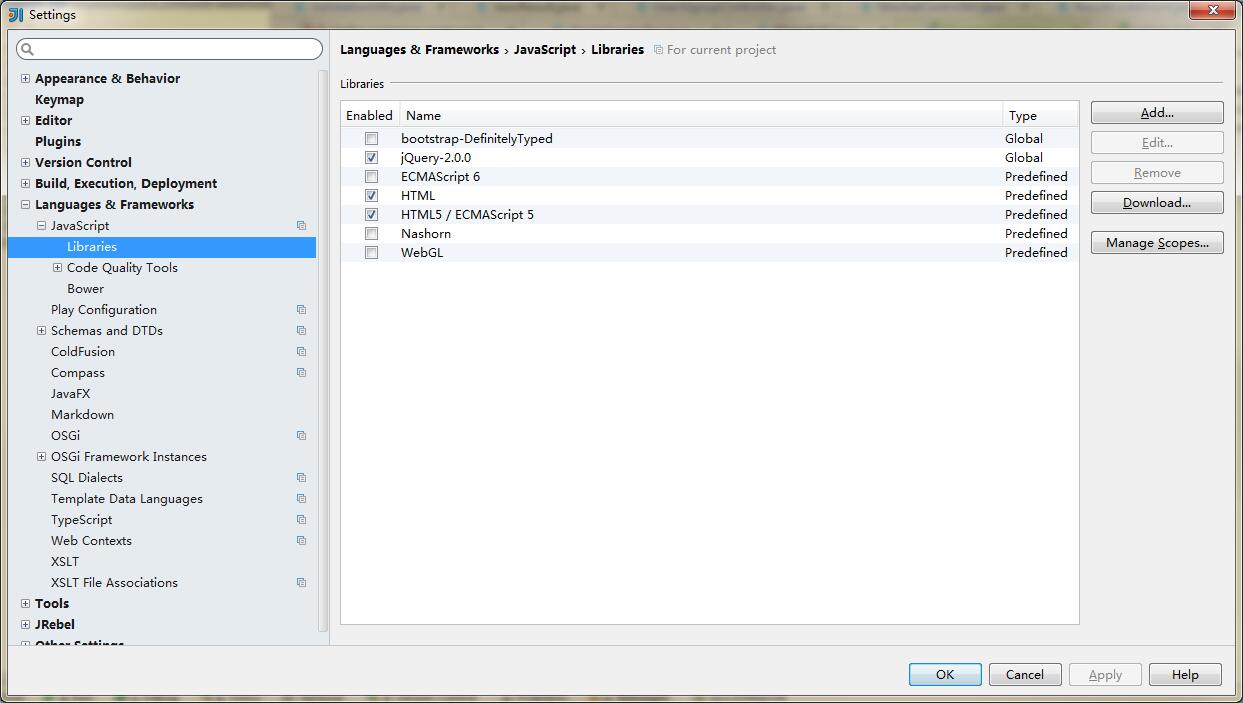 Settings
Languages & Frameworks › JavaScript › Libraries For current project
Appearance & Behavior
Keymap
Editor
Plugins
Version Control
Build, Execution, Deployment
Languages & Frameworks
JavaScript
Libraries
Code Quality Tools
Bower
Play Configuration
Schemas and DTDs
ColdFusion
Compass
JavaFX
Markdown
OSGi
OSGi Framework Instances
SQL Dialects
Template Data Languages
TypeScript
Web Contexts
XSLT
XSLT File Associations
Tools
JRebel
Other Settings
Libraries
Enabled Name Type
bootstrap-DefinitelyTyped Global
jQuery-2.0.0 Global
ECMAScript 6 Predefined
HTML Predefined
HTML5 / ECMAScript 5 Predefined
Nashorn Predefined
WebGL Predefined
Add...
Edit...
Remove
Download...
Manage Scopes...
OK Cancel Apply Help